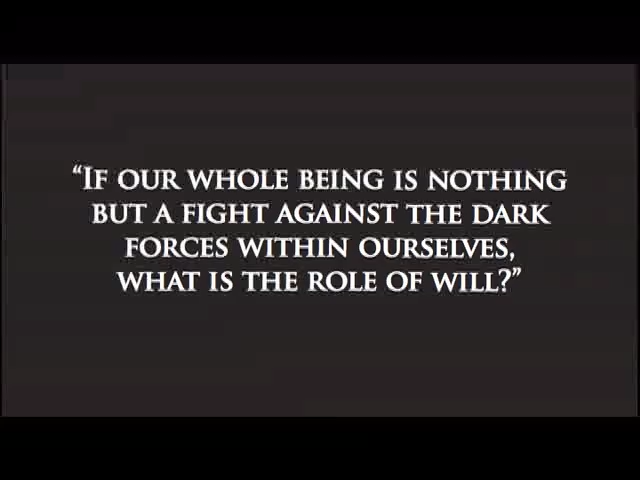 “IF OUR WHOLE BEING IS NOTHING
BUT A FIGHT AGAINST THE DARK
FORCES WITHIN OURSELVES,
WHAT IS THE ROLE OF WILL?”